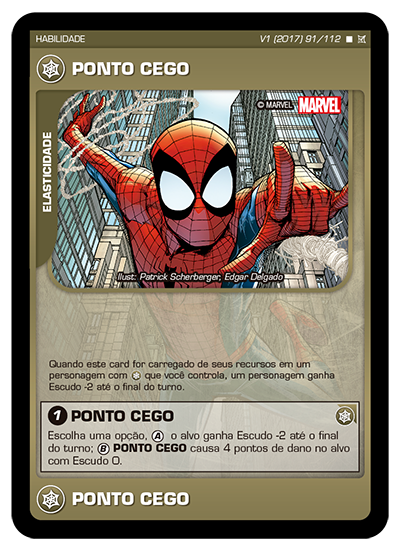 HABILIDADE
V1 (2017) 91/112
PONTO CEGO
© MARVEL MARVEL
ELASTICIDADE
Ilust: Patrick Scherberger, Edgar Delgado
Quando este card for carregado de seus recursos em um
personagem com que você controla, um personagem ganha
Escudo -2 até o final do turno.
1 PONTO CEGO
Escolha uma opção, A o alvo ganha Escudo -2 até o final
do turno; B PONTO CEGO causa 4 pontos de dano no alvo
com Escudo 0.
PONTO CEGO